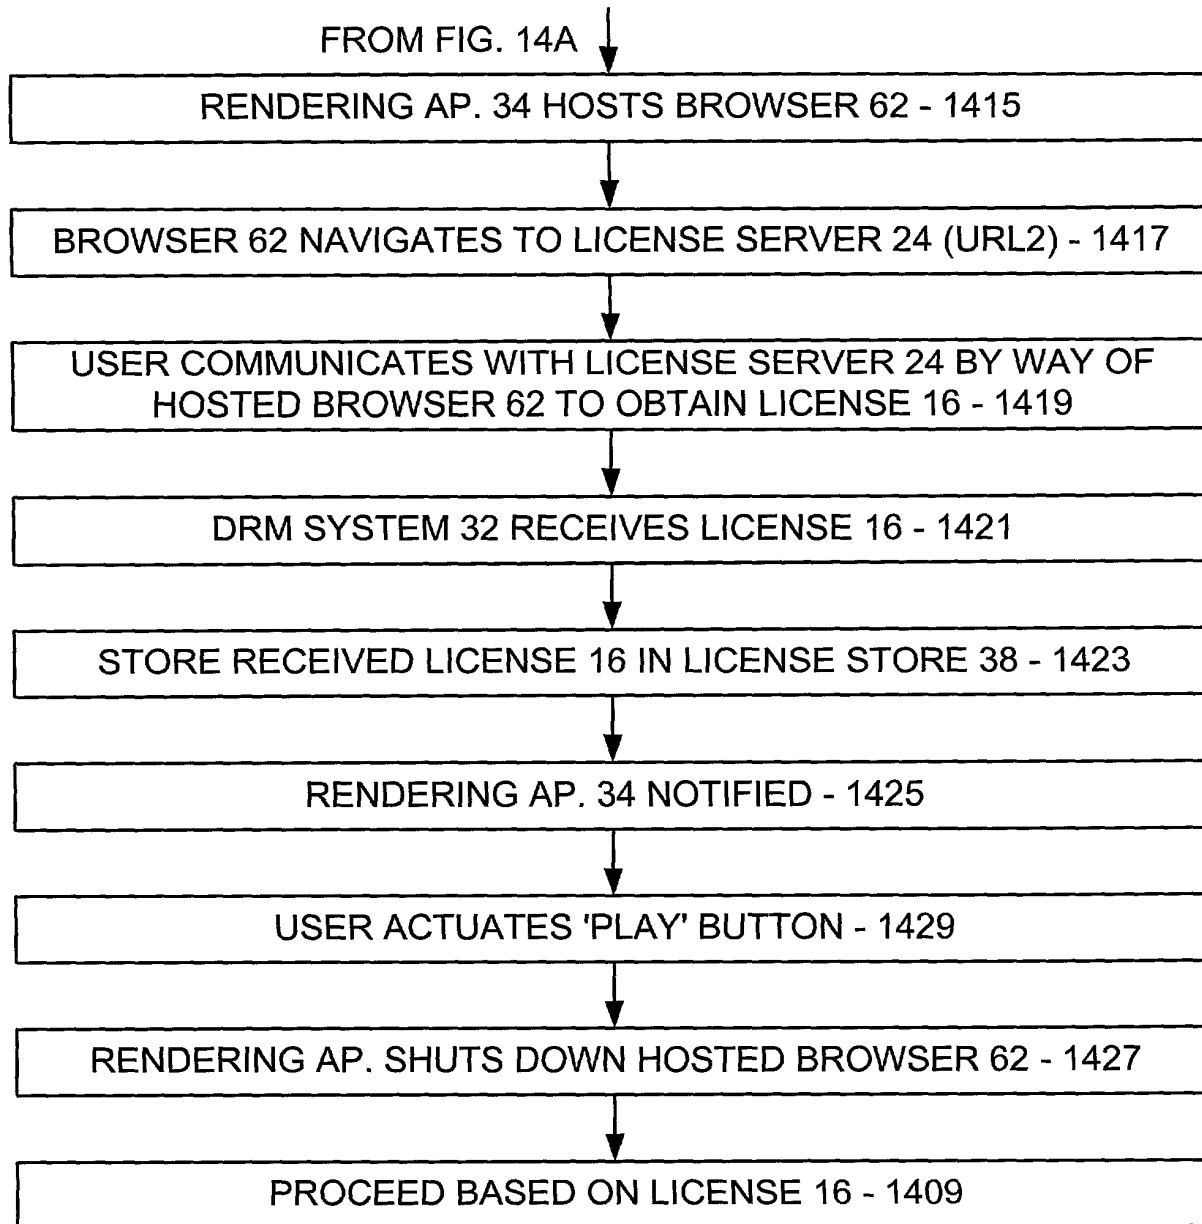 FROM FIG. 14A
RENDERING AP. 34 HOSTS BROWSER 62 - 1415
BROWSER 62 NAVIGATES TO LICENSE SERVER 24 (URL2) - 1417
USER COMMUNICATES WITH LICENSE SERVER 24 BY WAY OF
HOSTED BROWSER 62 TO OBTAIN LICENSE 16 - 1419
DRM SYSTEM 32 RECEIVES LICENSE 16 - 1421
STORE RECEIVED LICENSE 16 IN LICENSE STORE 38 - 1423
RENDERING AP. 34 NOTIFIED - 1425
USER ACTUATES 'PLAY' BUTTON - 1429
RENDERING AP. SHUTS DOWN HOSTED BROWSER 62 - 1427
PROCEED BASED ON LICENSE 16 - 1409